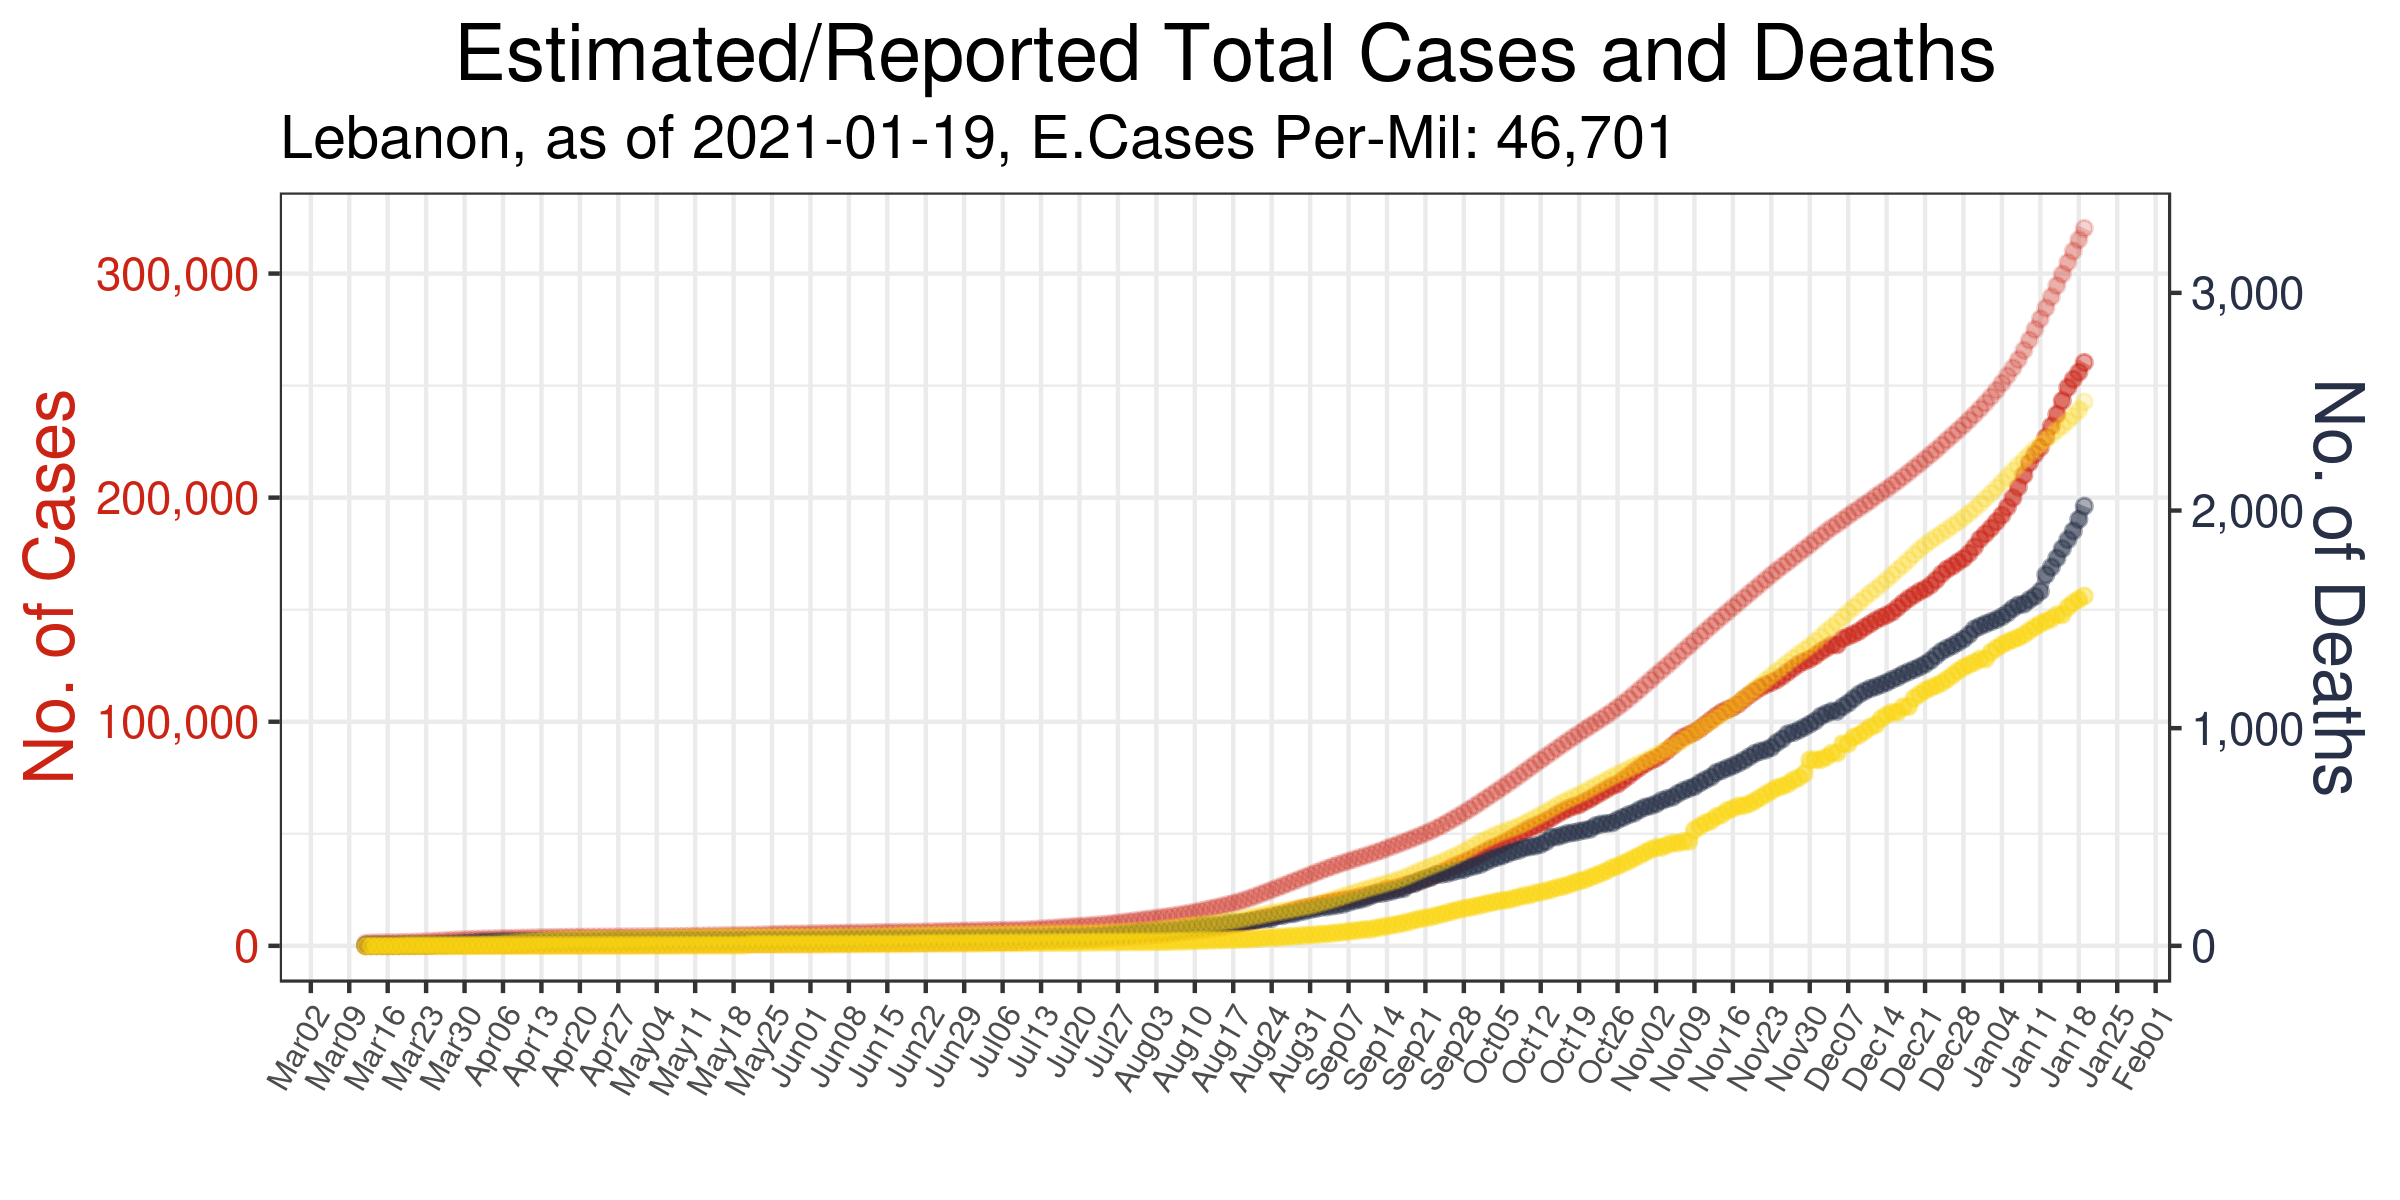 Estimated/Reported Total Cases and Deaths
Lebanon, as of 2021-01-19, E.Cases Per-Mil: 46,701
No. of Cases
300,000
200,000
100,000
0
3,000
2,000
1,000
0
No. of Deaths
Mar02
Mar09
Mar16
Mar23
Mar30
Apr06
Apr13
Apr20
Apr27
May04
May11
May18
May25
Jun01
Jun08
Jun15
Jun22
Jun29
Jul06
Jul13
Jul20
Jul27
Aug03
Aug10
Aug17
Aug24
Aug31
Sep07
Sep14
Sep21
Sep28
Oct05
Oct12
Oct19
Oct26
Nov02
Nov09
Nov16
Nov23
Nov30
Dec07
Dec14
Dec21
Dec28
Jan04
Jan11
Jan18
Jan25
Feb01